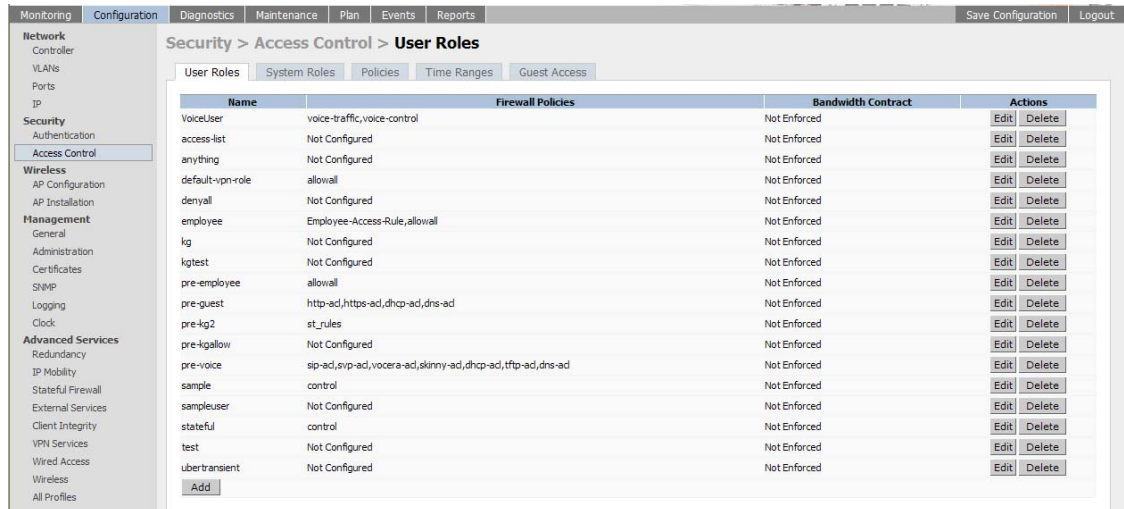 Monitoring Configuration Diagnostics Maintenance Plan Events Reports Save Configuration Logout
Network
Controller
VLANs
Ports
IP
Security
Authentication
Access Control
Wireless
AP Configuration
AP Installation
Management
General
Administration
Certificates
SNMP
Logging
Clock
Advanced Services
Redundancy
IP Mobility
Stateful Firewall
External Services
Client Integrity
VPN Services
Wired Access
Wireless
All Profiles
Security > Access Control > User Roles
User Roles System Roles Policies Time Ranges Guest Access
Name Firewall Policies Bandwidth Contract Actions
VoiceUser voice-traffic,voice-control Not Enforced Edit Delete
access-list Not Configured Not Enforced Edit Delete
anything Not Configured Not Enforced Edit Delete
default-vpn-role allowall Not Enforced Edit Delete
denyall Not Configured Not Enforced Edit Delete
employee Employee-Access-Rule,allowall Not Enforced Edit Delete
kg Not Configured Not Enforced Edit Delete
kgtest Not Configured Not Enforced Edit Delete
pre-employee allowall Not Enforced Edit Delete
pre-guest http-acl,https-acl,dhcp-acl,dns-acl Not Enforced Edit Delete
pre-kg2 st_rules Not Enforced Edit Delete
pre-kgallow Not Configured Not Enforced Edit Delete
pre-voice sip-acl,svp-acl,vocera-acl,skinny-acl,dhcp-acl,tftp-acl,dns-acl Not Enforced Edit Delete
sample control Not Enforced Edit Delete
sampleuser Not Configured Not Enforced Edit Delete
stateful control Not Enforced Edit Delete
test Not Configured Not Enforced Edit Delete
ubertransient Not Configured Not Enforced Edit Delete
Add